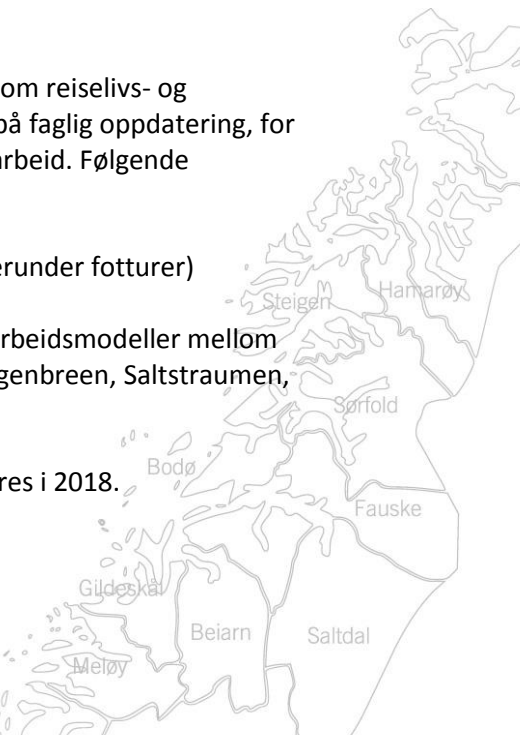 om reiselivs- og
på faglig oppdatering, for
arbeid. Følgende
erunder fotturer)
Steigen
Hamarøy
arbeidsmodeller mellom
genbreen, Saltstraumen,
Sørfold
Bodø
res i 2018.
Fauske
Gildeskål
Beiarn
Saltdal
Meløy